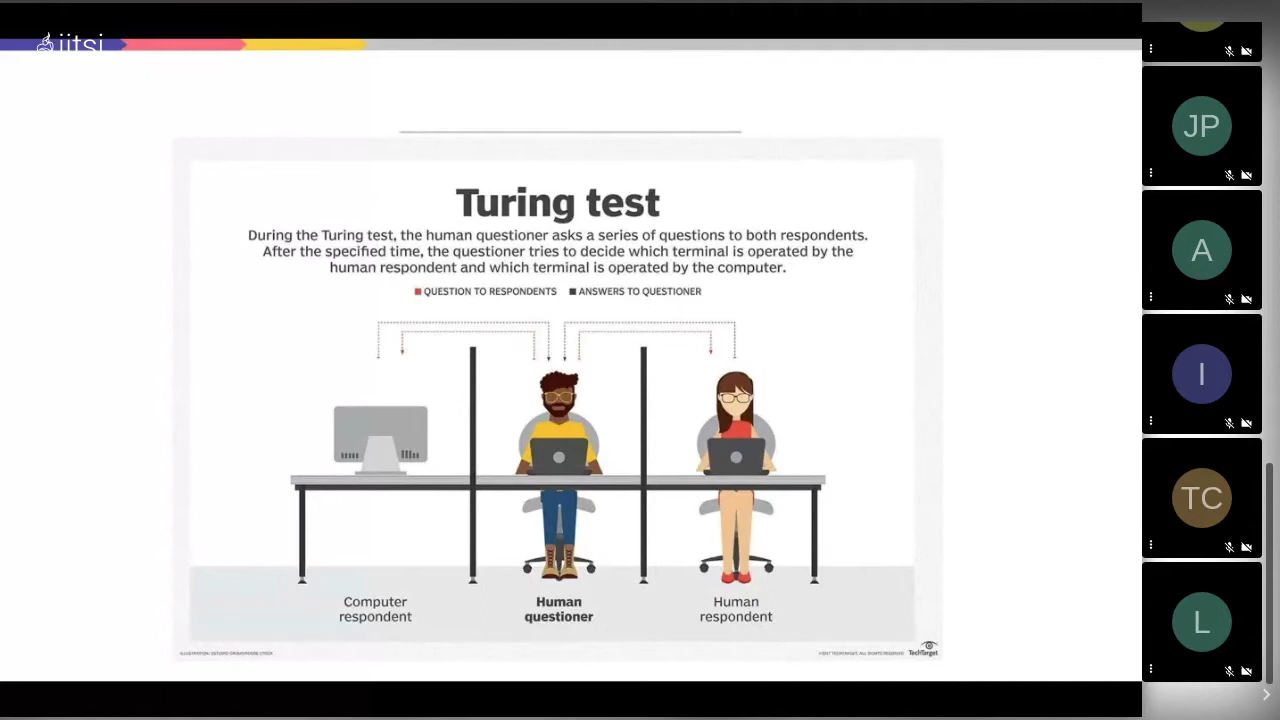 jitsi
Turing test
During the Turing test, the human questioner asks a series of questions to both respondents.
After the specified time, the questioner tries to decide which terminal is operated by the
human respondent and which terminal is operated by the computer.
QUESTION TO RESPONDENTS ANSWERS TO QUESTIONER
Computer
respondent
Human
questioner
Human
respondent
TechTarget
JP
A
I
TC
L